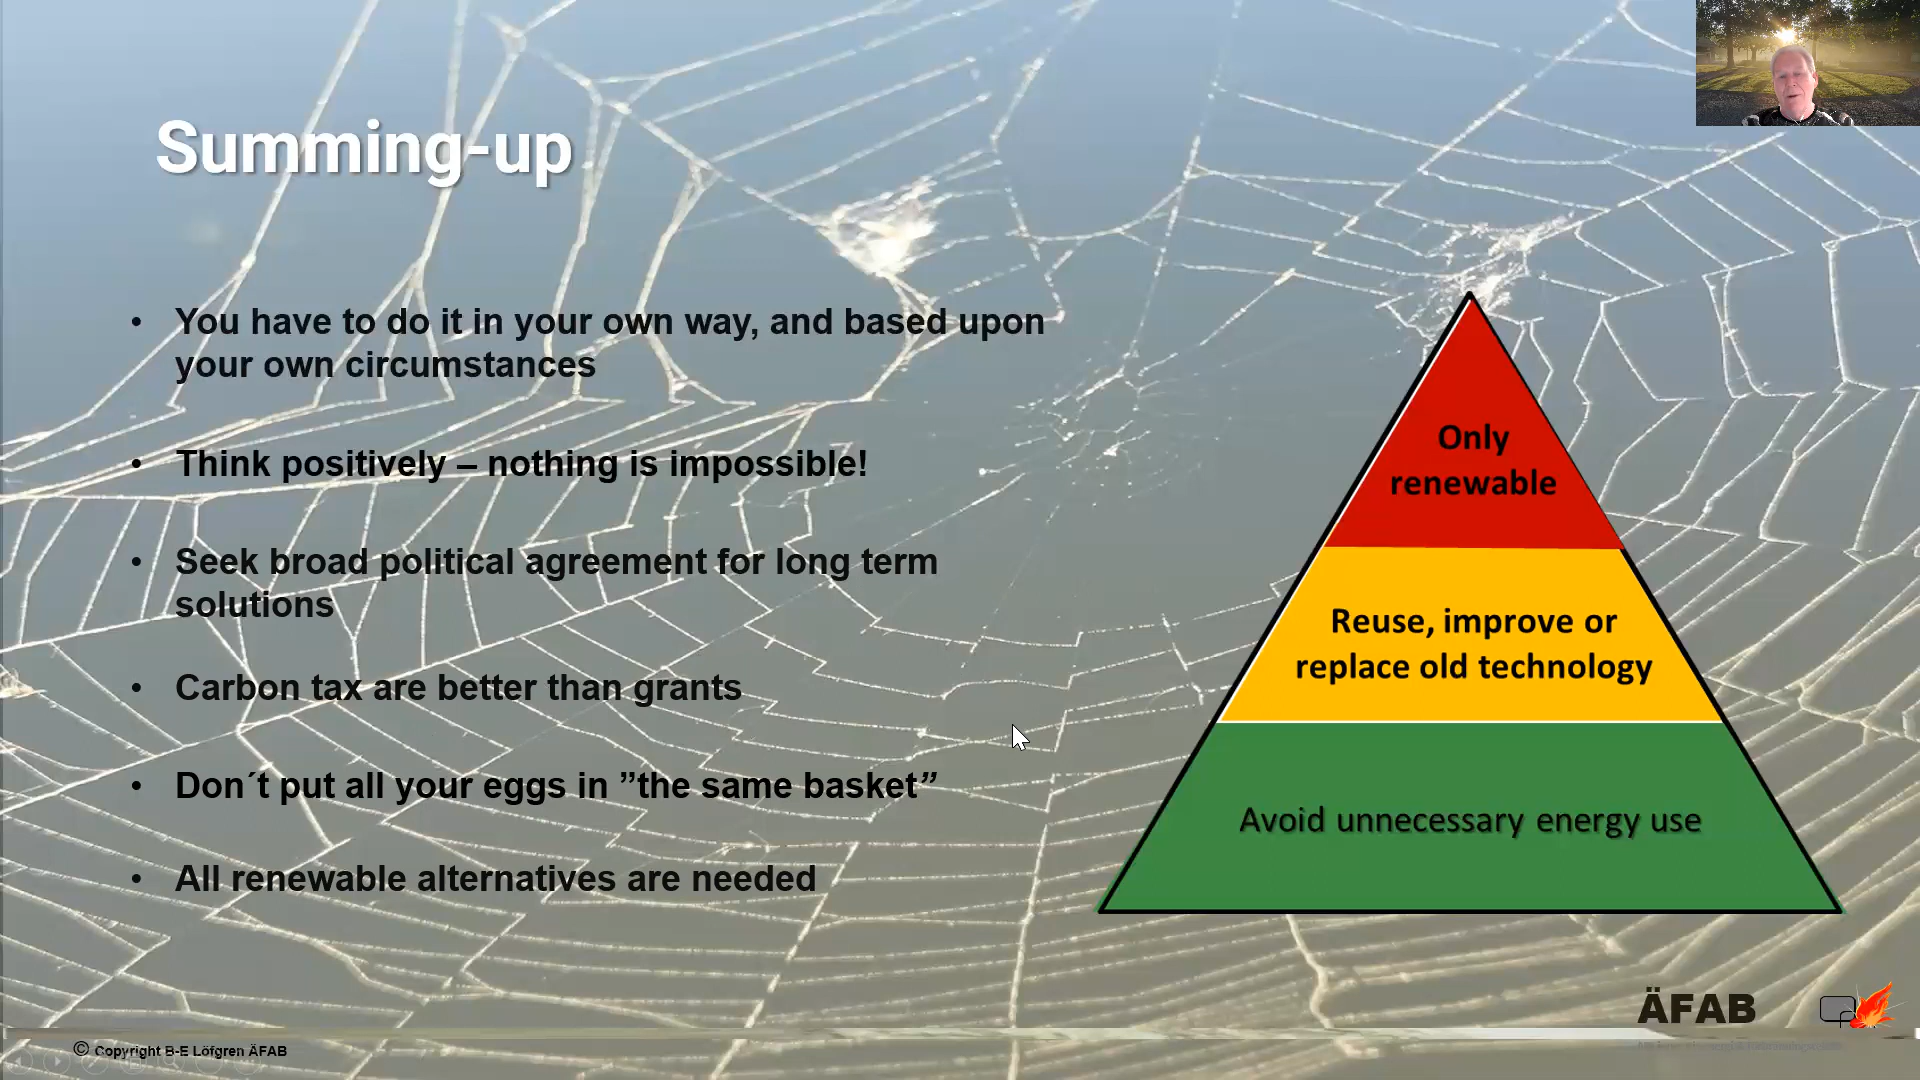 Summing-up
• You have to do it in your own way, and based upon
your own circumstances
• Think positively – nothing is impossible!
• Seek broad political agreement for long term
solutions
• Carbon tax are better than grants
• Don´t put all your eggs in ”the same basket”
• All renewable alternatives are needed
Only
renewable
Reuse, improve or
replace old technology
Avoid unnecessary energy use
ÄFAB
© Copyright B-E Löfgren ÄFAB